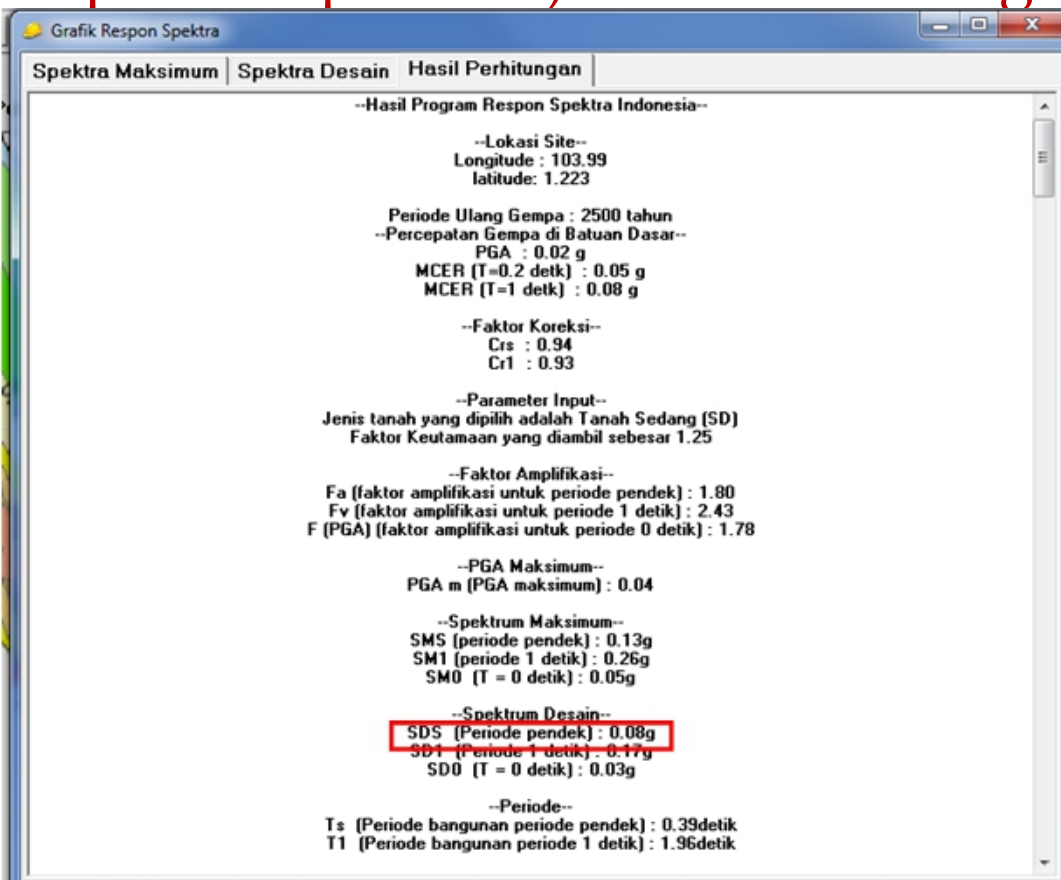 Grafik Respon Spektra
Spektra Maksimum Spektra Desain Hasil Perhitungan
--Hasil Program Respon Spektra Indonesia--
--Lokasi Site--
Longitude : 103.99
latitude: 1.223
Periode Ulang Gempa : 2500 tahun
--Percepatan Gempa di Batuan Dasar--
PGA : 0.02 g
MCER (T=0.2 detk) : 0.05 g
MCER (T=1 detk) : 0.08 g
--Faktor Koreksi--
Crs : 0.94
Cr1 : 0.93
--Parameter Input--
Jenis tanah yang dipilih adalah Tanah Sedang (SD)
Faktor Keutamaan yang diambil sebesar 1.25
--Faktor Amplifikasi--
Fa (faktor amplifikasi untuk periode pendek) : 1.80
Fv (faktor amplifikasi untuk periode 1 detik) : 2.43
F (PGA) (faktor amplifikasi untuk periode 0 detik) : 1.78
--PGA Maksimum--
PGA m (PGA maksimum) : 0.04
--Spektrum Maksimum--
SMS (periode pendek) : 0.13g
SM1 (periode 1 detik) : 0.26g
SM0 (T = 0 detik) : 0.05g
--Spektrum Desain--
SDS (Periode pendek) : 0.08g
SD1 (Periode 1 detik) : 0.17g
SD0 (T = 0 detik) : 0.03g
--Periode--
Ts (Periode bangunan periode pendek) : 0.39detik
T1 (Periode bangunan periode 1 detik) : 1.96detik